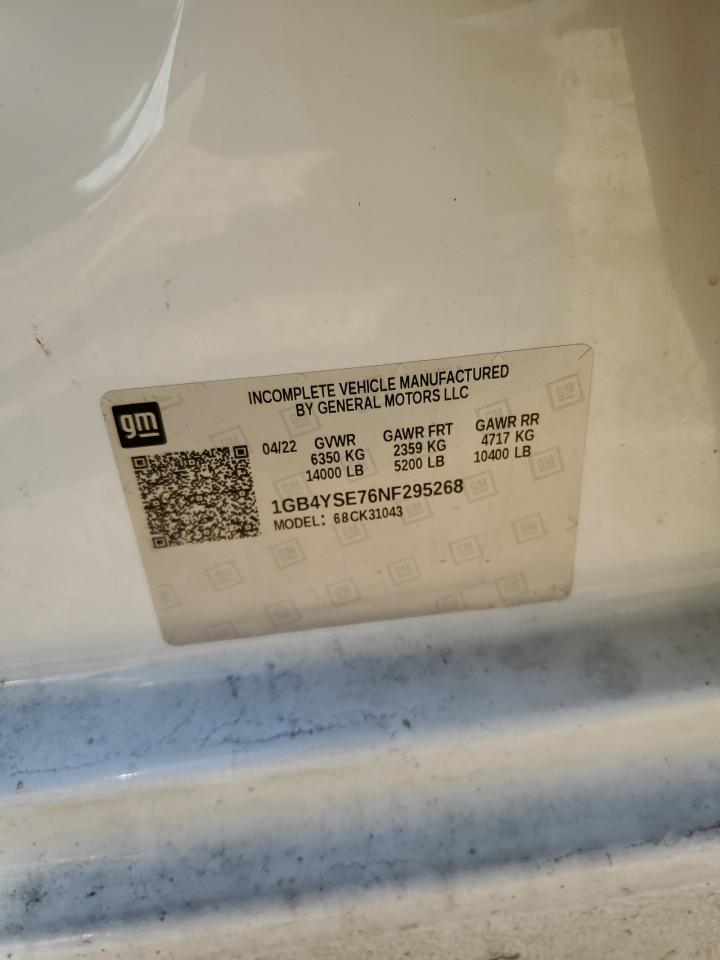 gm
INCOMPLETE VEHICLE MANUFACTURED
BY GENERAL MOTORS LLC
04/22 GVWR GAWR FRT GAWR RR
6350 KG 2359 KG 4717 KG
14000 LB 5200 LB 10400 LB
1GB4YSE76NF295268
MODEL: 68CK31043